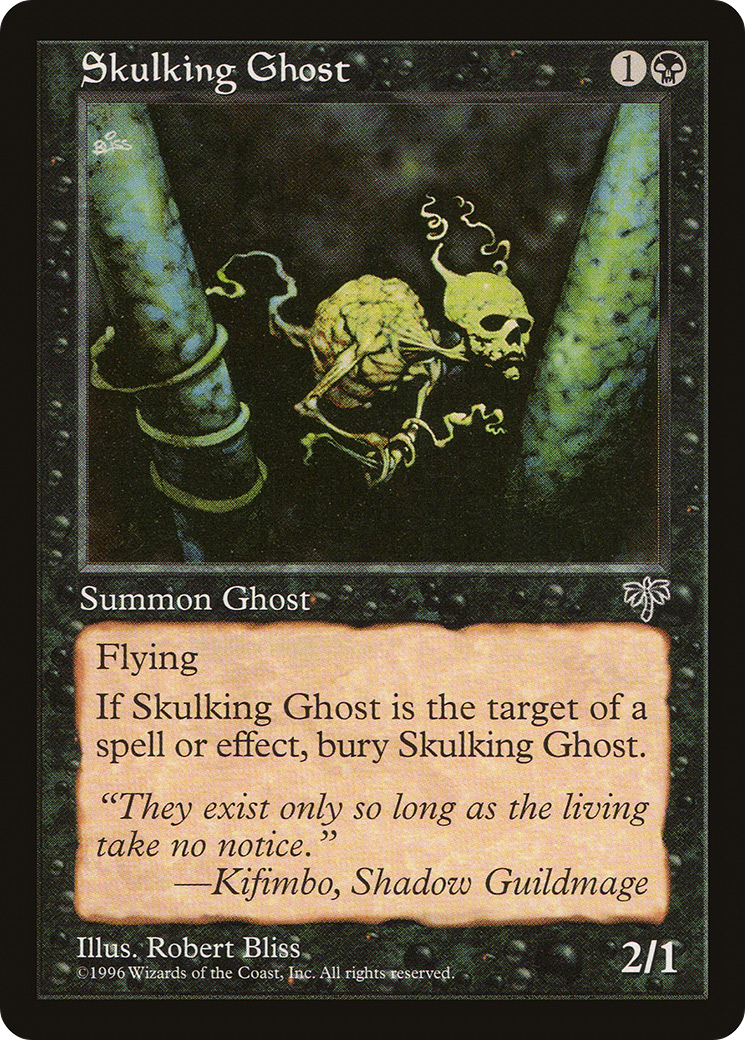 Skulking Ghost 1
Bliss
Summon Ghost
Flying
If Skulking Ghost is the target of a
spell or effect, bury Skulking Ghost.
“They exist only so long as the living
take no notice.”
—Kifimbo, Shadow Guildmage
Illus. Robert Bliss
©1996 Wizards of the Coast, Inc. All rights reserved.
2/1